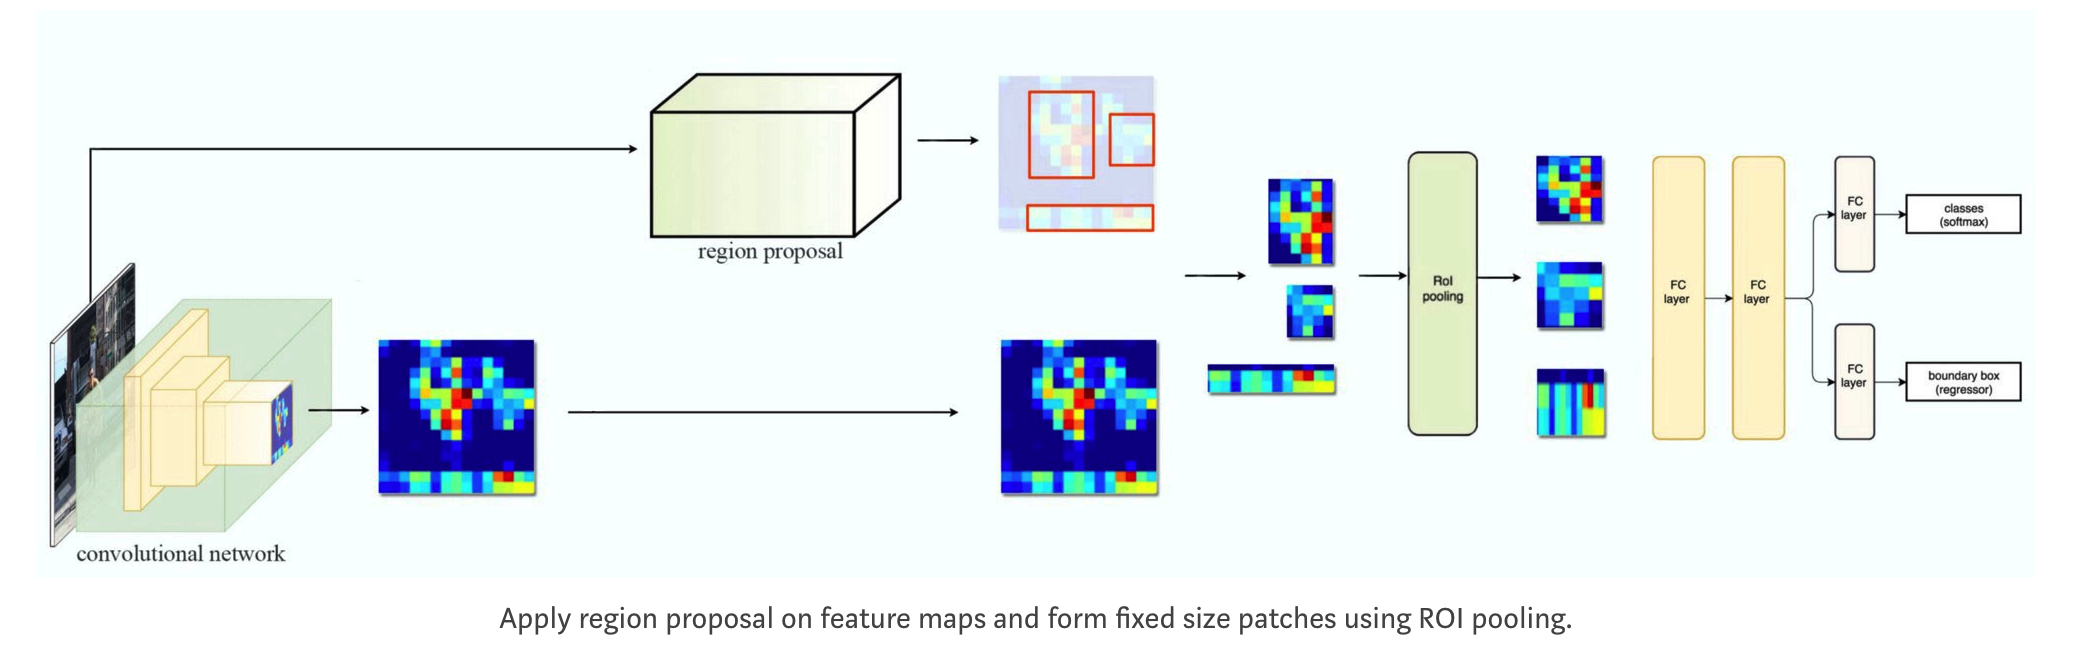 region proposal
convolutional network
RoI
pooling
FC
layer
FC
layer
FC
layer
classes
(softmax)
FC
layer
boundary box
(regressor)
Apply region proposal on feature maps and form fixed size patches using ROI pooling.